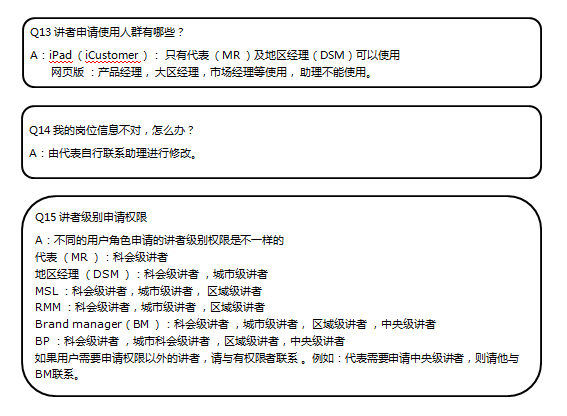 Q13 讲者申请使用人群有哪些？
A：iPad （iCustomer ）： 只有代表 （MR ）及地区经理（DSM）可以使用
网页版 ：产品经理 ，大区经理，市场经理等使用， 助理不能使用。
Q14 我的岗位信息不对，怎么办？
A：由代表自行联系助理进行修改。
Q15 讲者级别申请权限
A：不同的用户角色申请的讲者级别权限是不一样的
代表 （MR ）：科会级讲者
地区经理 （DSM ）：科会级讲者 ，城市级讲者
MSL ：科会级讲者，城市级讲者， 区域级讲者
RMM ：科会级讲者，城市级讲者 ，区域级讲者
Brand manager（BM ）：科会级讲者 ，城市级讲者， 区域级讲者 ，中央级讲者
BP ：科会级讲者 ，城市科会级讲者 ，区域级讲者，中央级讲者
如果用户需要申请权限以外的讲者，请与有权限者联系 。例如：代表需要申请中央级讲者，则请他与
BM联系。